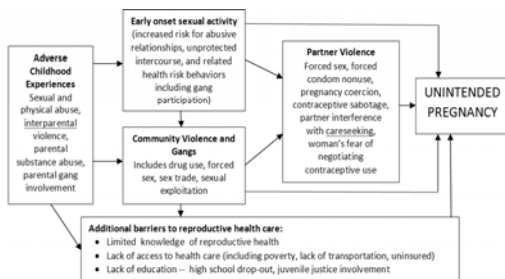 Early onset sexual activity
(increased risk for abusive
relationships, unprotected
intercourse, and related
health risk behaviors
including gang
participation)
Adverse
Childhood
Experiences
Sexual and
physical abuse,
interparental
violence,
parental
substance abuse,
parental gang
involvement
Community Violence and
Gangs
Includes drug use, forced
sex, sex trade, sexual
exploitation
Partner Violence
Forced sex, forced
condom nonuse,
pregnancy coercion,
contraceptive sabotage,
partner interference
with careseeking,
woman's fear of
negotiating
contraceptive use
UNINTENDED
PREGNANCY
Additional barriers to reproductive health care:
• Limited knowledge of reproductive health
• Lack of access to health care (including poverty, lack of transportation, uninsured)
• Lack of education -- high school drop-out, juvenile justice involvement